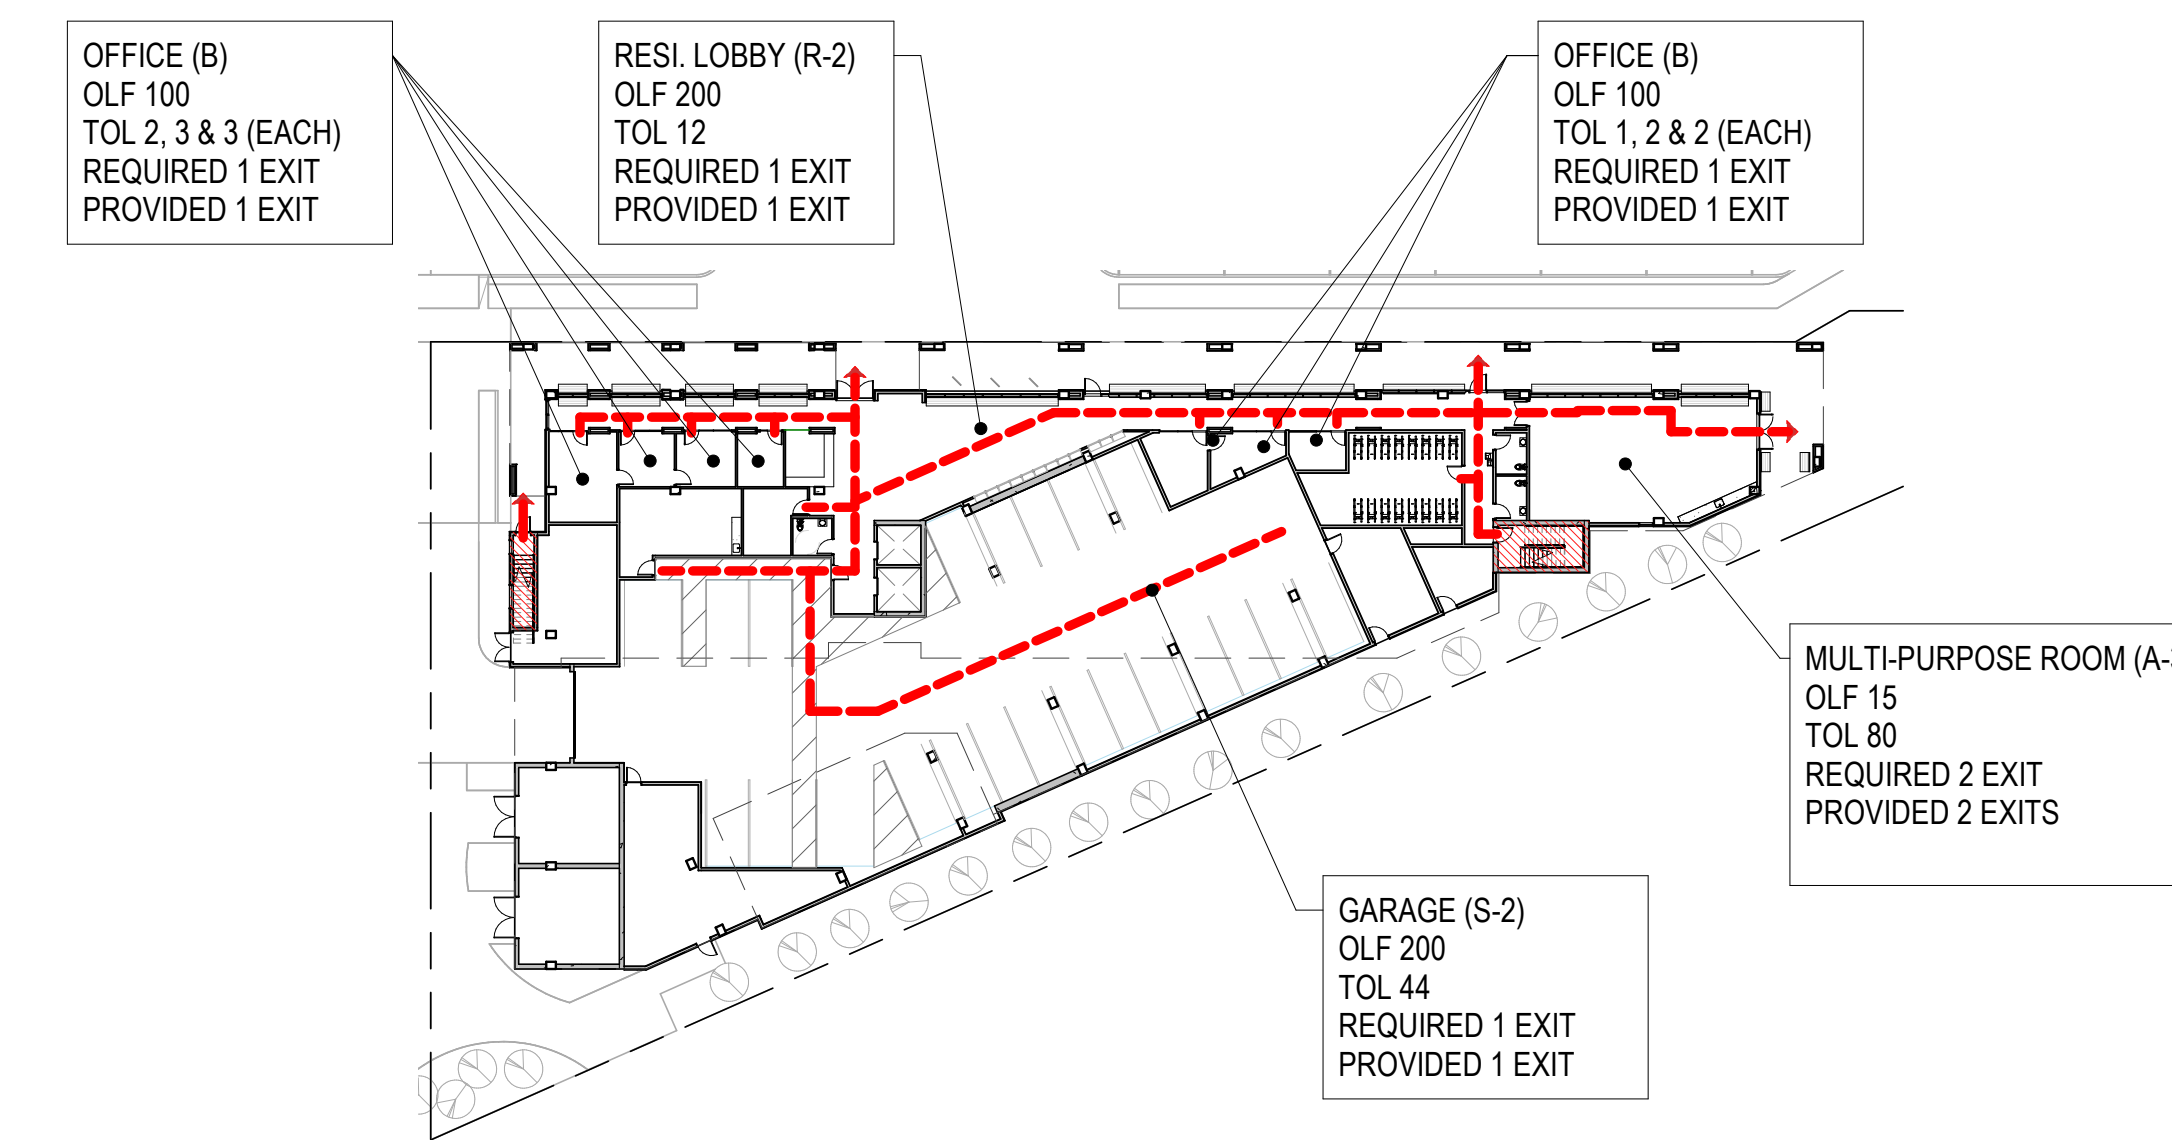 OFFICE (B)
OLF 100
TOL 2, 3 & 3 (EACH)
REQUIRED 1 EXIT
PROVIDED 1 EXIT
RESI. LOBBY (R-2)
OLF 200
TOL 12
REQUIRED 1 EXIT
PROVIDED 1 EXIT
OFFICE (B)
OLF 100
TOL 1, 2 & 2 (EACH)
REQUIRED 1 EXIT
PROVIDED 1 EXIT
MULTI-PURPOSE ROOM (A-
OLF 15
TOL 80
REQUIRED 2 EXIT
PROVIDED 2 EXITS
GARAGE (S-2)
OLF 200
TOL 44
REQUIRED 1 EXIT
PROVIDED 1 EXIT